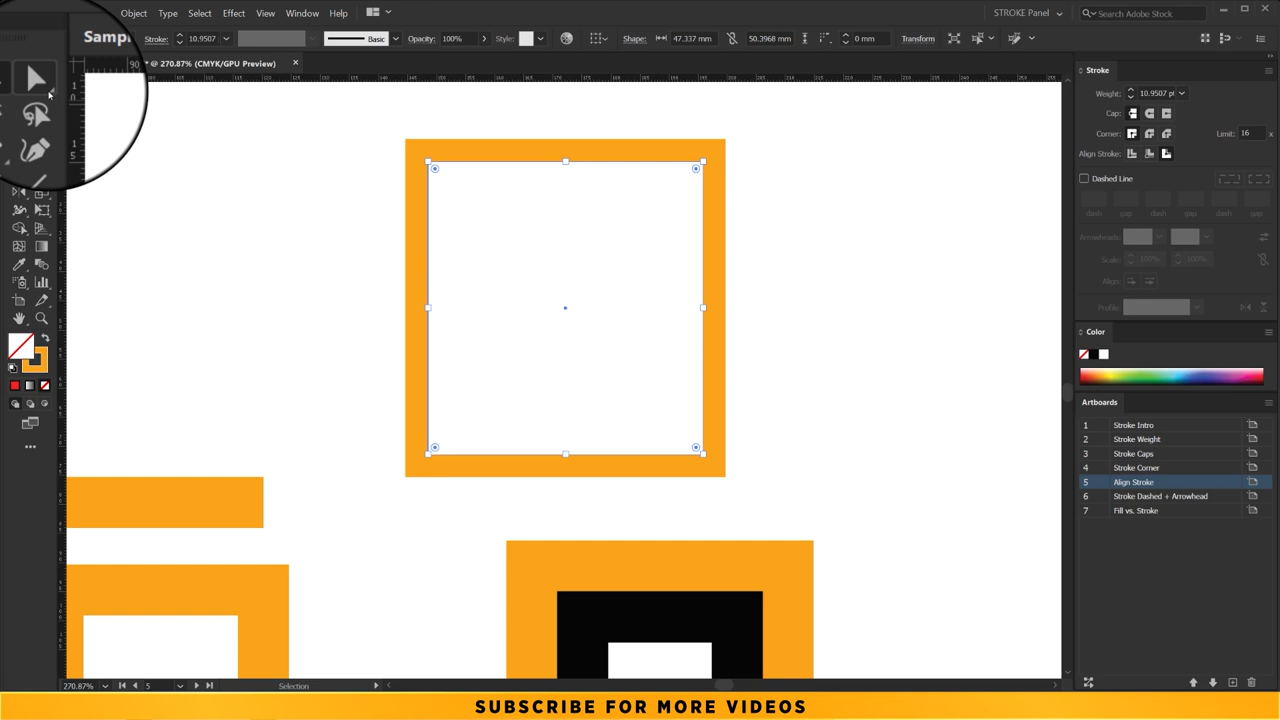 Object Type Select Effect View Window Help STROKE Panel Search Adobe Stock
Stroke: 10.9507 Basic Opacity: 100% Style: Shape: 47.337 mm 50.3968 mm 0 mm Transform
90 * @ 270.87% (CMYK/GPU Preview)
Stroke
Weight: 10.9507 pt
Cap:
Corner: Limit: 16 x
Align Stroke:
Dashed Line
dash gap dash gap dash gap
Arrowheads:
Scale: 100% 100%
Align:
Profile:
Color
Artboards
1 Stroke Intro
2 Stroke Weight
3 Stroke Caps
4 Stroke Corner
5 Align Stroke
6 Stroke Dashed + Arrowhead
7 Fill vs. Stroke
270.87% 5 Selection
SUBSCRIBE FOR MORE VIDEOS